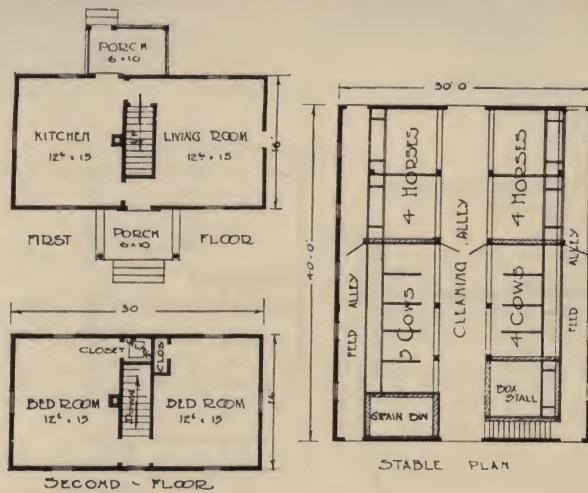 PORCH
6 x 10
KITCHEN
12⁶ x 15
UP
LIVING ROOM
12⁶ x 15
16'
FIRST
PORCH
6 x 10
FLOOR
30
CLOSET
CLOS
BED ROOM
12⁶ x 15
DOWN
BED ROOM
12⁶ x 15
16'
SECOND - FLOOR
30' 0"
40'-0"
4 HORSES
4 HORSES
FEED ALLEY
5 COWS
CLEANING ALLEY
4 COWS
FEED ALLEY
GRAIN BIN
BOX
STALL
STABLE PLAN